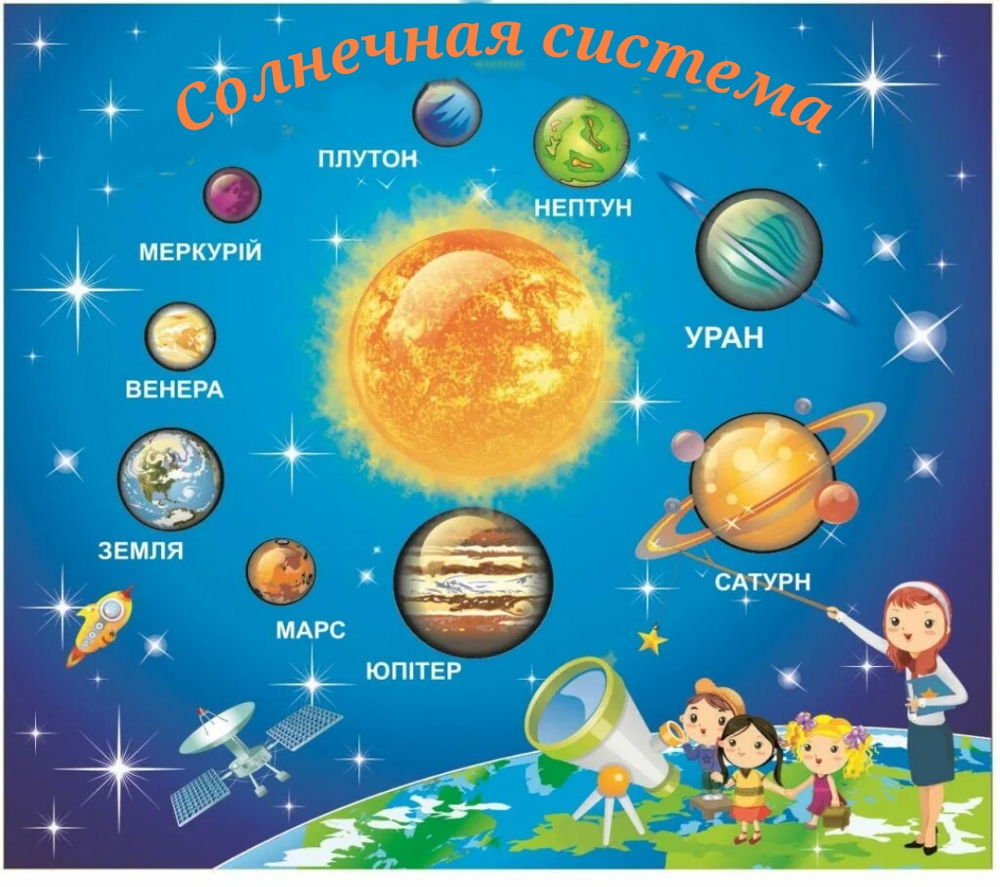 Солнечная система
ПЛУТОН
НЕПТУН
МЕРКУРІЙ
УРАН
ВЕНЕРА
ЗЕМЛЯ
САТУРН
МАРС
ЮПІТЕР